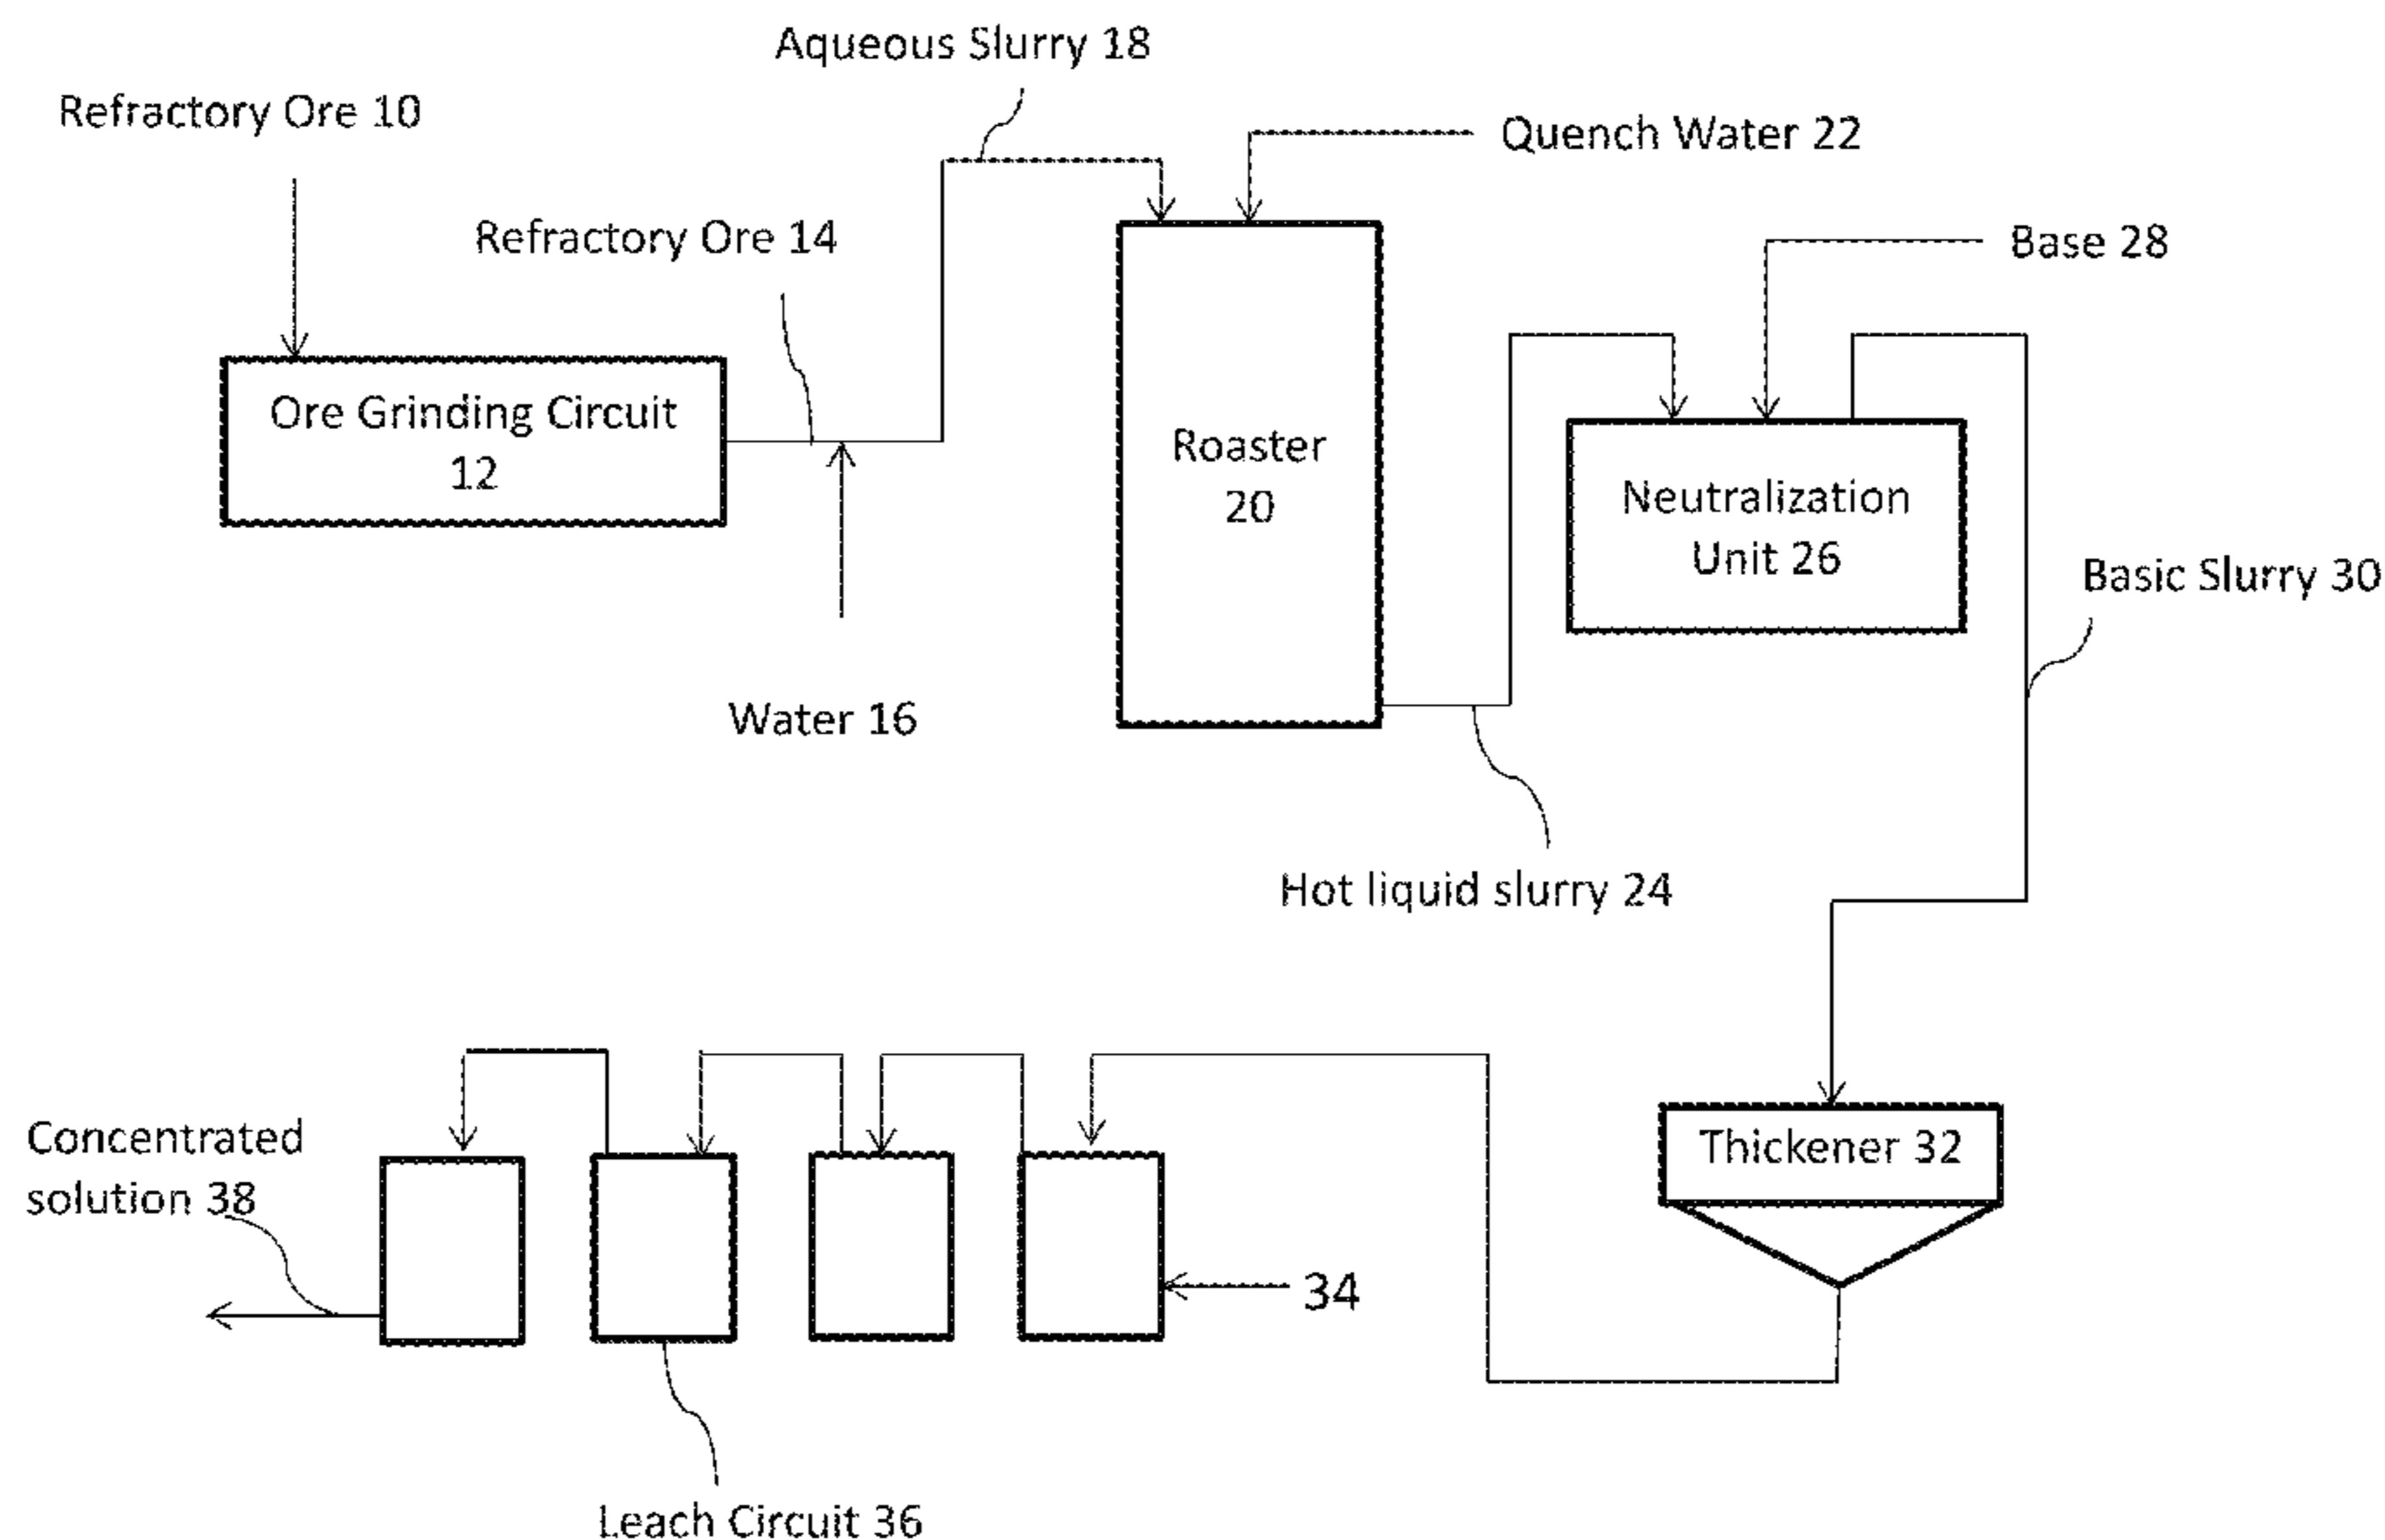 Aqueous Slurry 18
Refractory Ore 10
Quench Water 22
Refractory Ore 14
Base 28
Ore Grinding Circuit
12
Roaster
20
Neutralization
Unit 26
Basic Slurry 30
Water 16
Hot liquid slurry 24
Concentrated
solution 38
Thickener 32
34
Leach Circuit 36